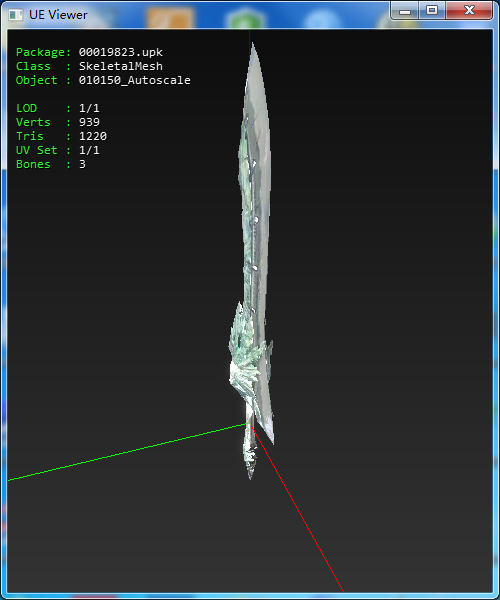 UE Viewer
Package: 00019823.upk
Class : SkeletalMesh
Object : 010150_Autoscale
LOD : 1/1
Verts : 939
Tris : 1220
UV Set : 1/1
Bones : 3